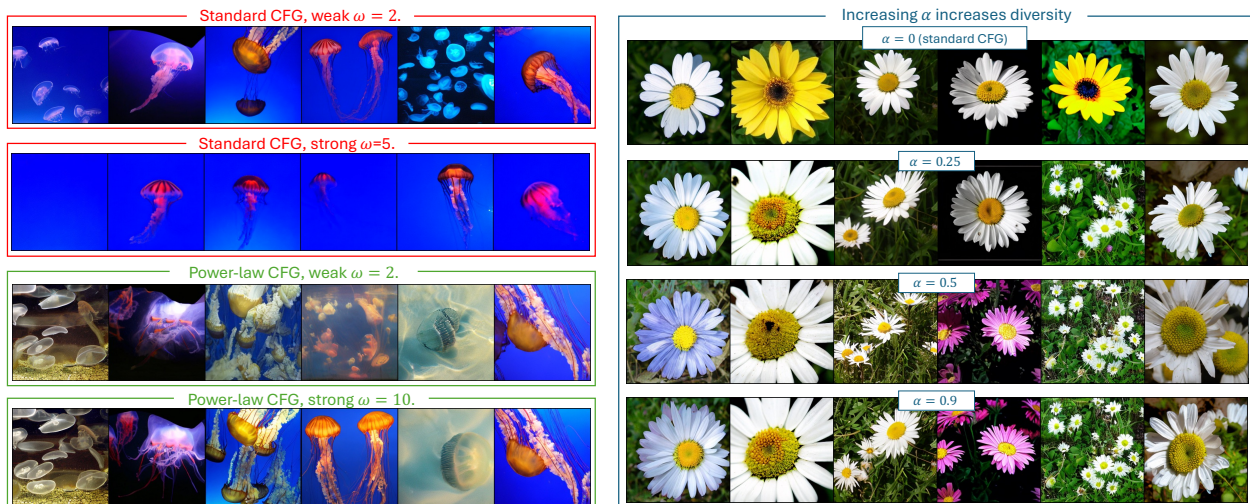 Standard CFG, weak ω = 2.
Standard CFG, strong ω=5.
Power-law CFG, weak ω = 2.
Power-law CFG, strong ω = 10.
Increasing α increases diversity
α = 0 (standard CFG)
α = 0.25
α = 0.5
α = 0.9